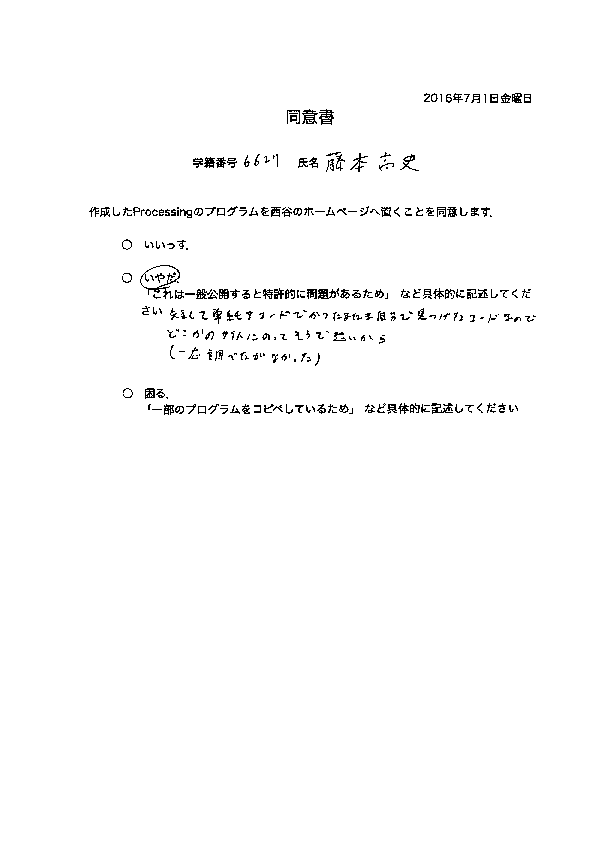 2016年7月1日金曜日
同意書
学籍番号 6627 氏名 藤本 高史
作成したProcessingのプログラムを西谷のホームページへ置くことを同意します.
○ いいっす.
○ いやだ.
「これは一般公開すると特許的に問題があるため」 など具体的に記述してくだ
さい 単純なコードでかつたまたま自分で見つけたコードなので
どこかのサイトにのってそうで怖いから
(一応調べたがなかった)
○ 困る.
「一部のプログラムをコピペしているため」 など具体的に記述してください